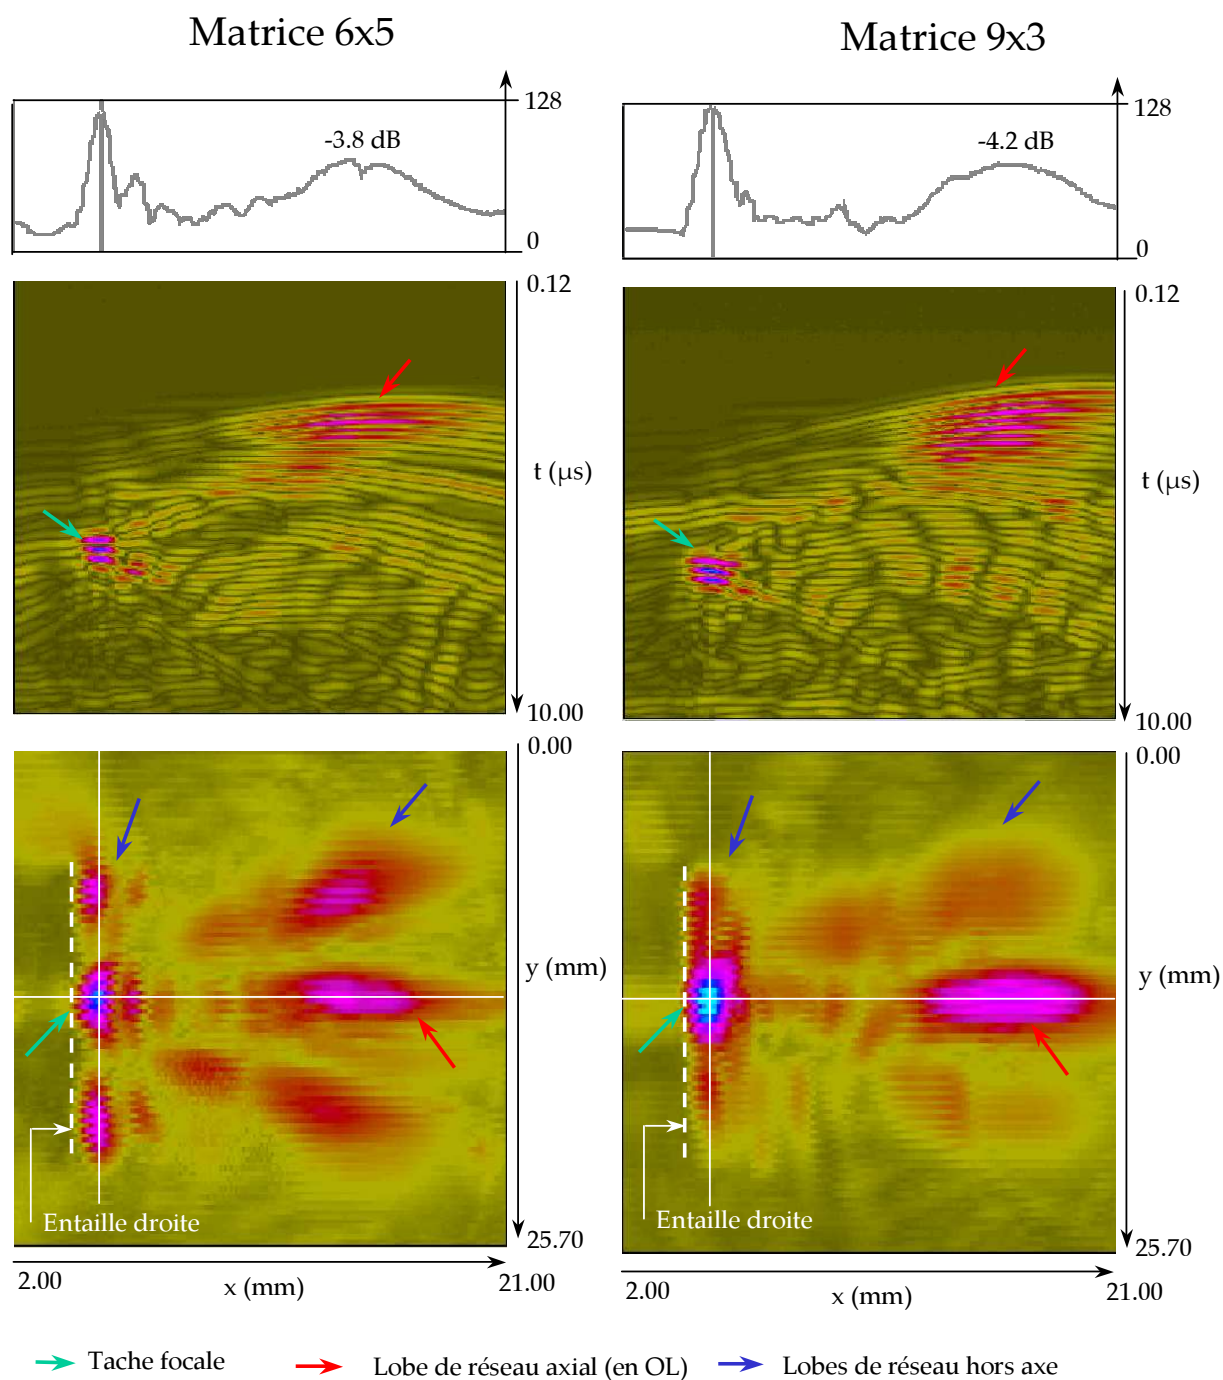 Matrice 6x5
Matrice 9x3
128
-3.8 dB
0
128
-4.2 dB
0
0.12
t (µs)
10.00
0.12
t (µs)
10.00
0.00
y (mm)
25.70
Entaille droite
2.00
x (mm)
21.00
0.00
y (mm)
25.70
Entaille droite
2.00
x (mm)
21.00
Tache focale
Lobe de réseau axial (en OL)
Lobes de réseau hors axe